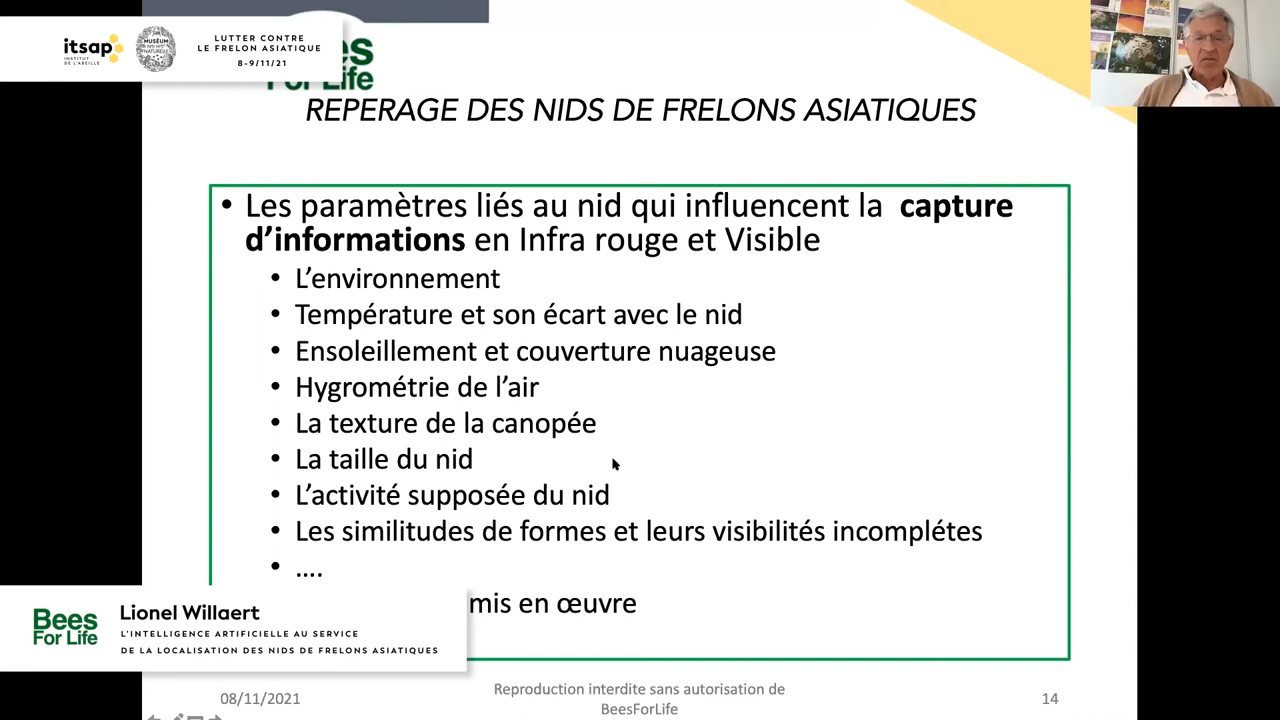 itsap
INSTITUT
DE L'ABEILLE
MUSÉUM
LUTTER CONTRE
LE FRELON ASIATIQUE
8-9/11/21
Bees
For Life
REPERAGE DES NIDS DE FRELONS ASIATIQUES
• Les paramètres liés au nid qui influencent la capture
d'informations en Infra rouge et Visible
• L'environnement
• Température et son écart avec le nid
• Ensoleillement et couverture nuageuse
• Hygrométrie de l'air
• La texture de la canopée
• La taille du nid
• L'activité supposée du nid
• Les similitudes de formes et leurs visibilités incomplétes
• ....
mis en œuvre
Bees
For Life
Lionel Willaert
L'INTELLIGENCE ARTIFICIELLE AU SERVICE
DE LA LOCALISATION DES NIDS DE FRELONS ASIATIQUES
08/11/2021
Reproduction interdite sans autorisation de
BeesForLife
14